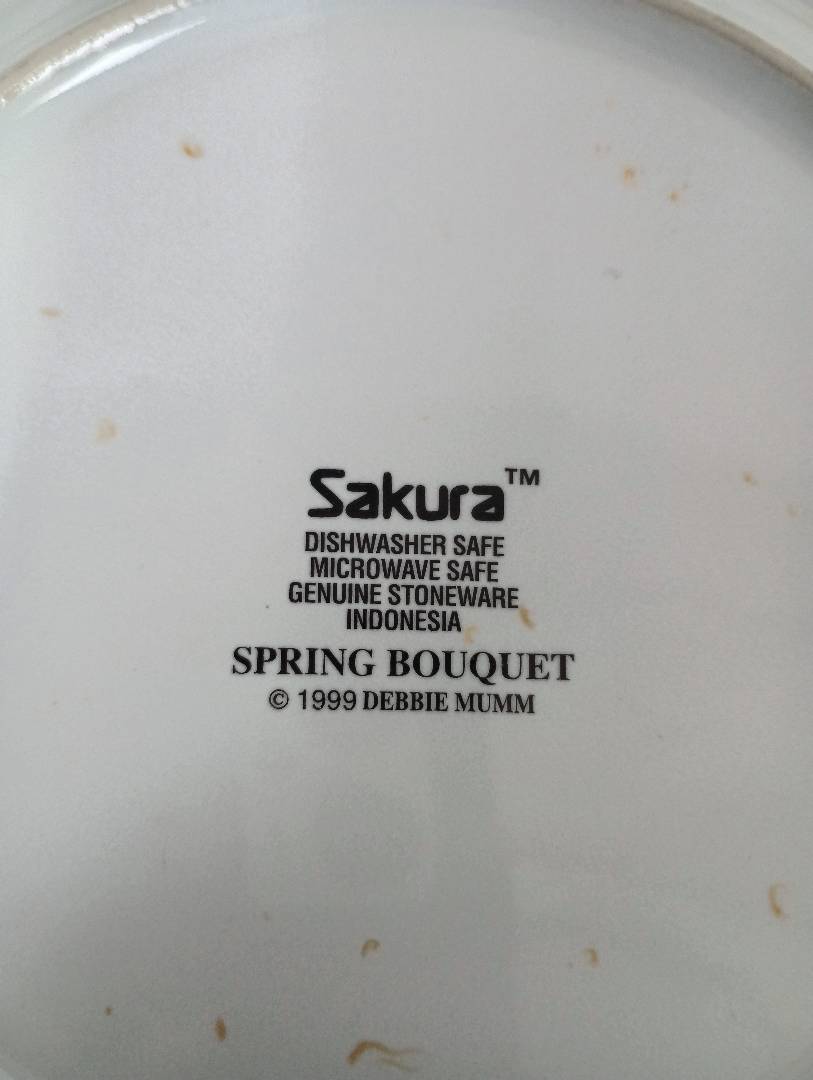 Sakura™
DISHWASHER SAFE
MICROWAVE SAFE
GENUINE STONEWARE
INDONESIA
SPRING BOUQUET
© 1999 DEBBIE MUMM